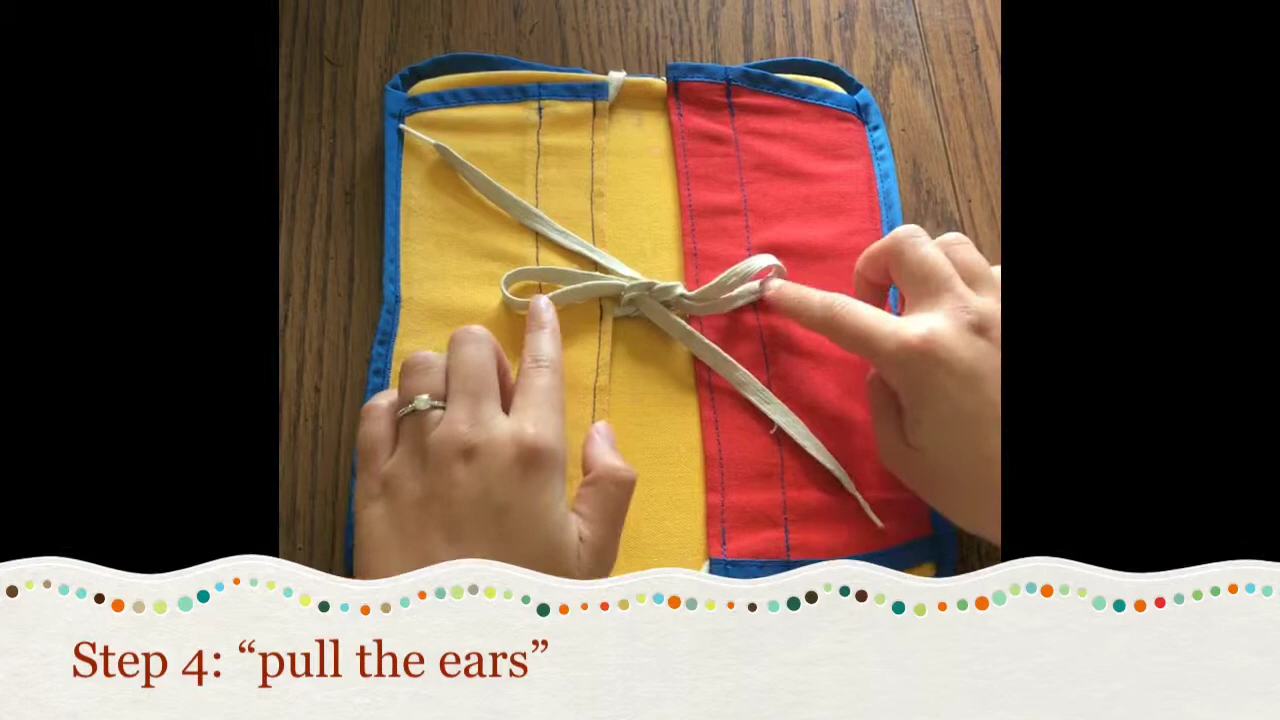 Step 4: “pull the ears”